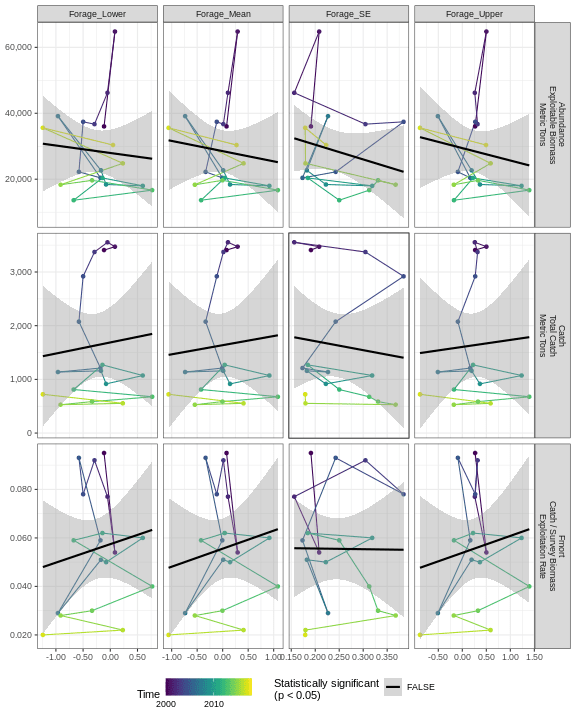 Forage_Lower Forage_Mean Forage_SE Forage_Upper
60,000
40,000
20,000
Abundance
Exploitable Biomass
Metric Tons
3,000
2,000
1,000
0
Catch
Total Catch
Metric Tons
0.080
0.060
0.040
0.020
Fmort
Catch / Survey Biomass
Exploitation Rate
-1.00 -0.50 0.00 0.50 -1.00 -0.50 0.00 0.50 1.00 0.150 0.200 0.250 0.300 0.350 -0.50 0.00 0.50 1.00 1.50
Time
2000 2010
Statistically significant
(p < 0.05)
FALSE